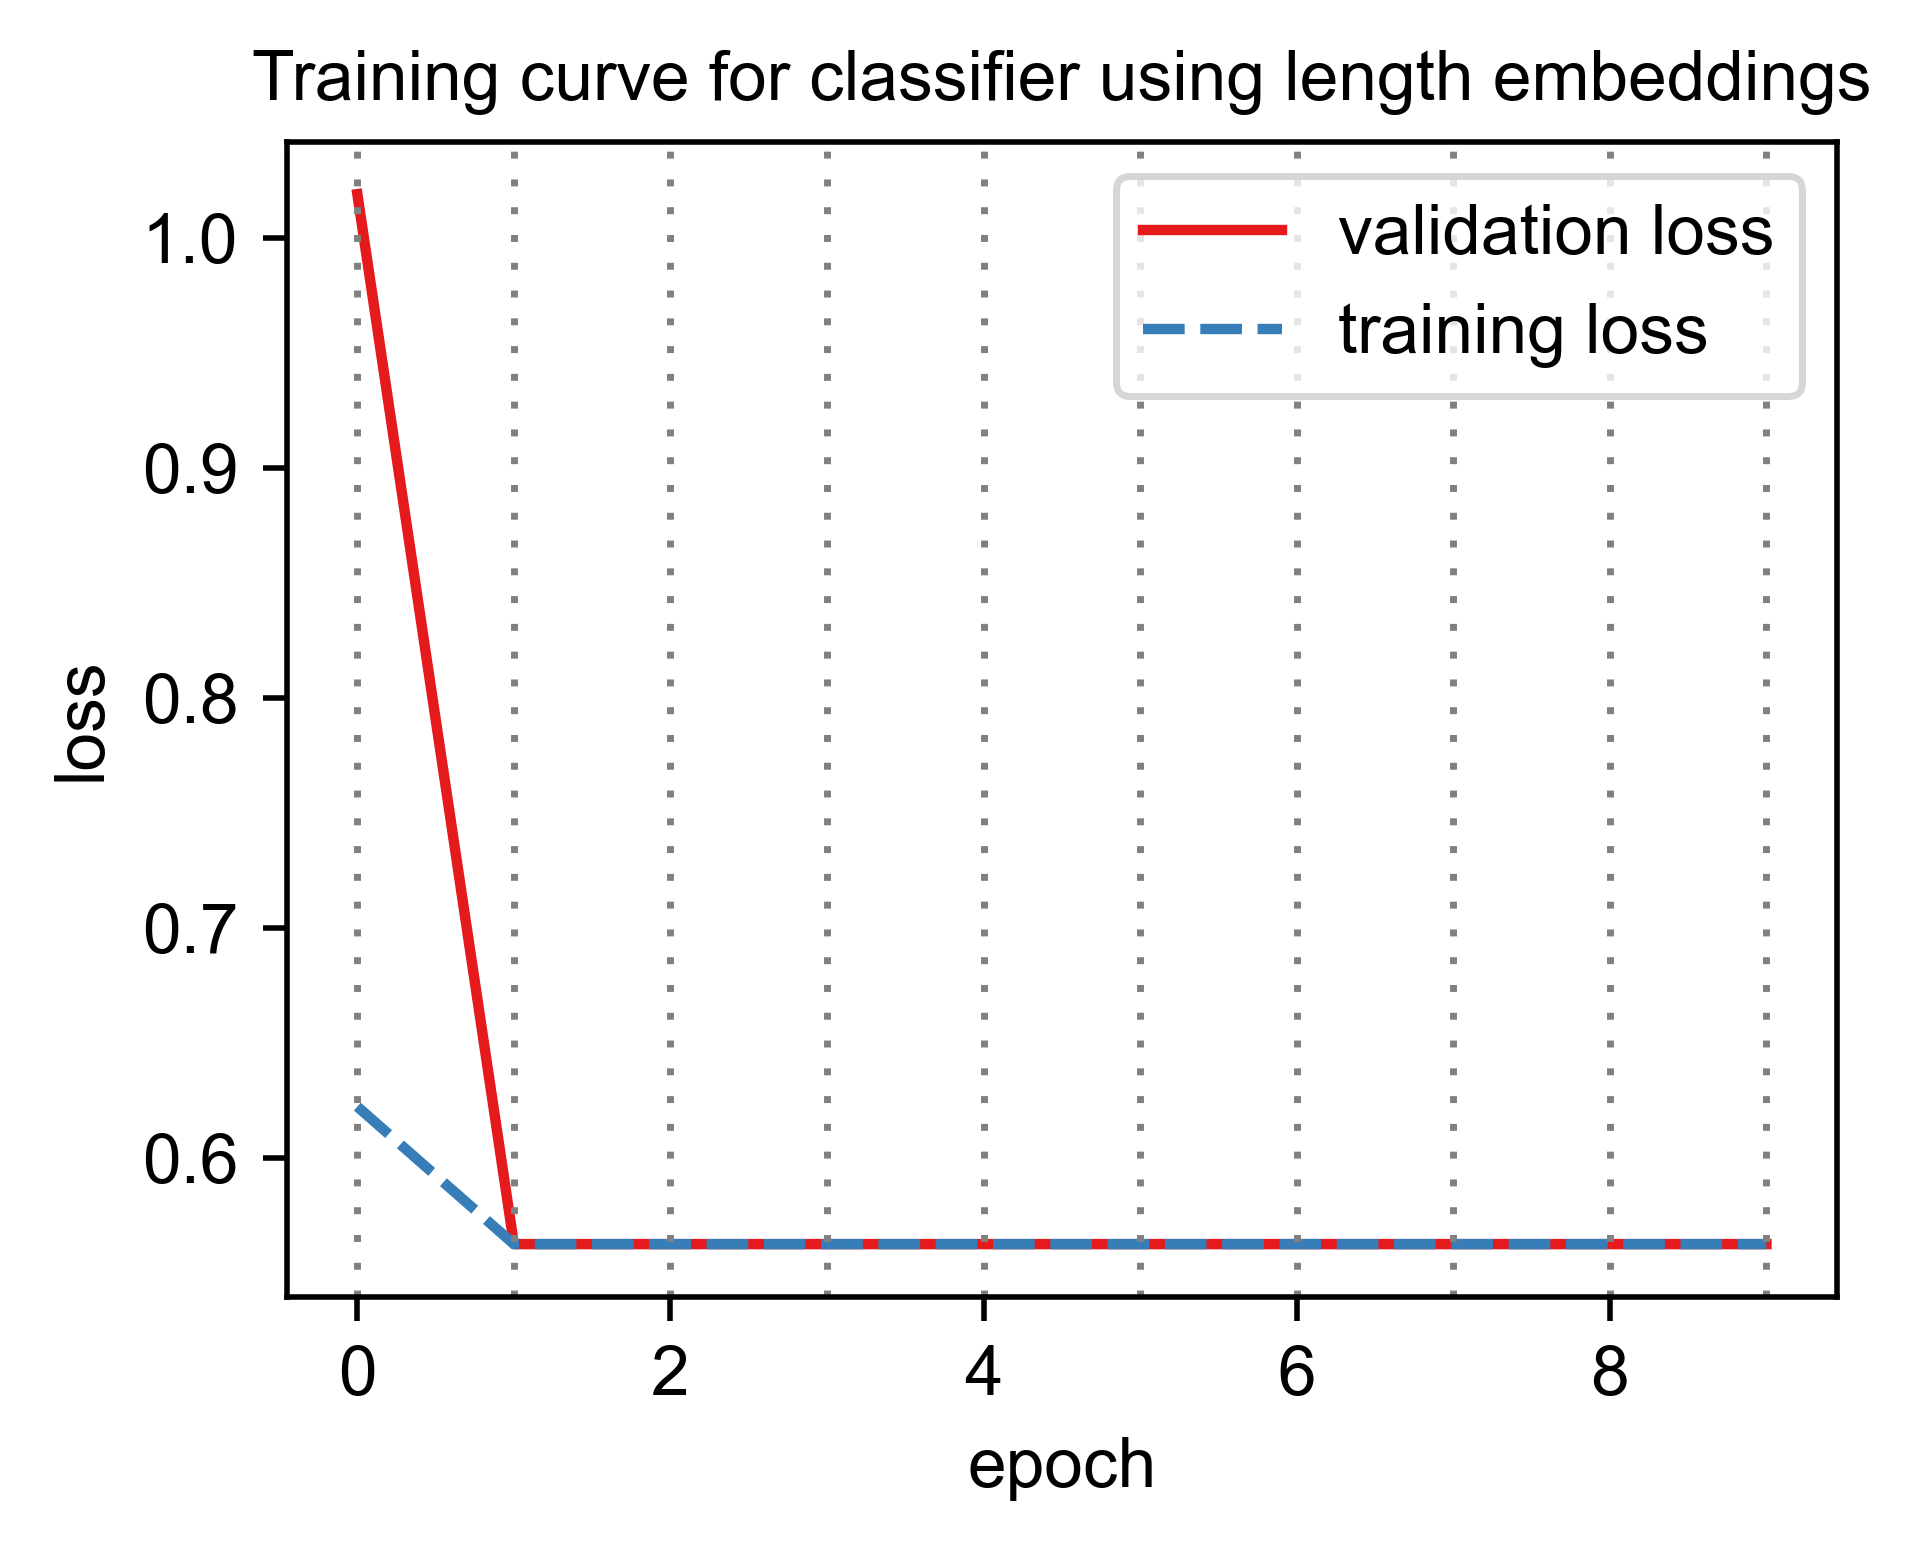 Training curve for classifier using length embeddings
validation loss
training loss
1.0
0.9
0.8
0.7
0.6
loss
0
2
4
6
8
epoch